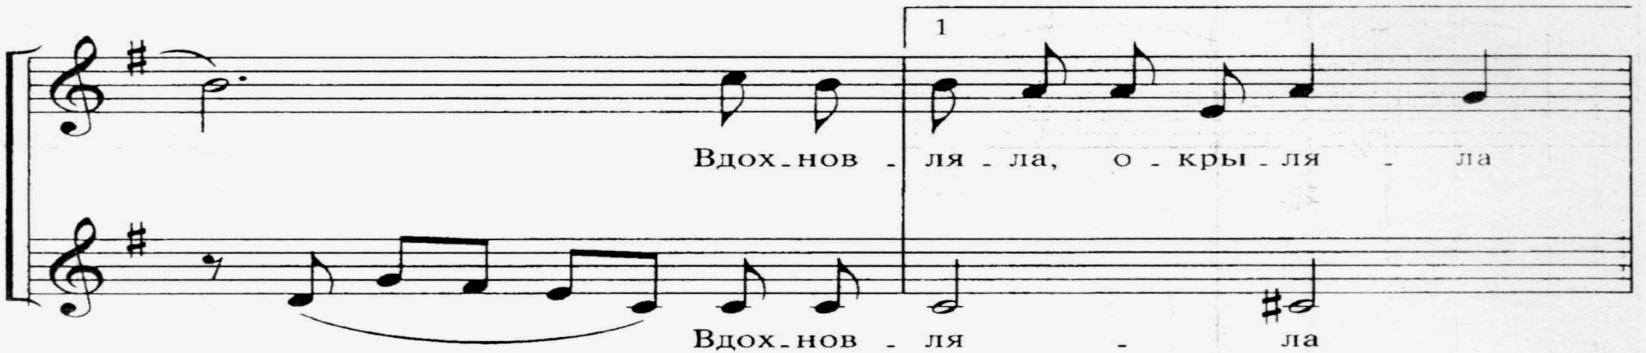 1
Вдох-нов - ля - ла, о - кры - ля - ла
Вдох-нов - ля - ла